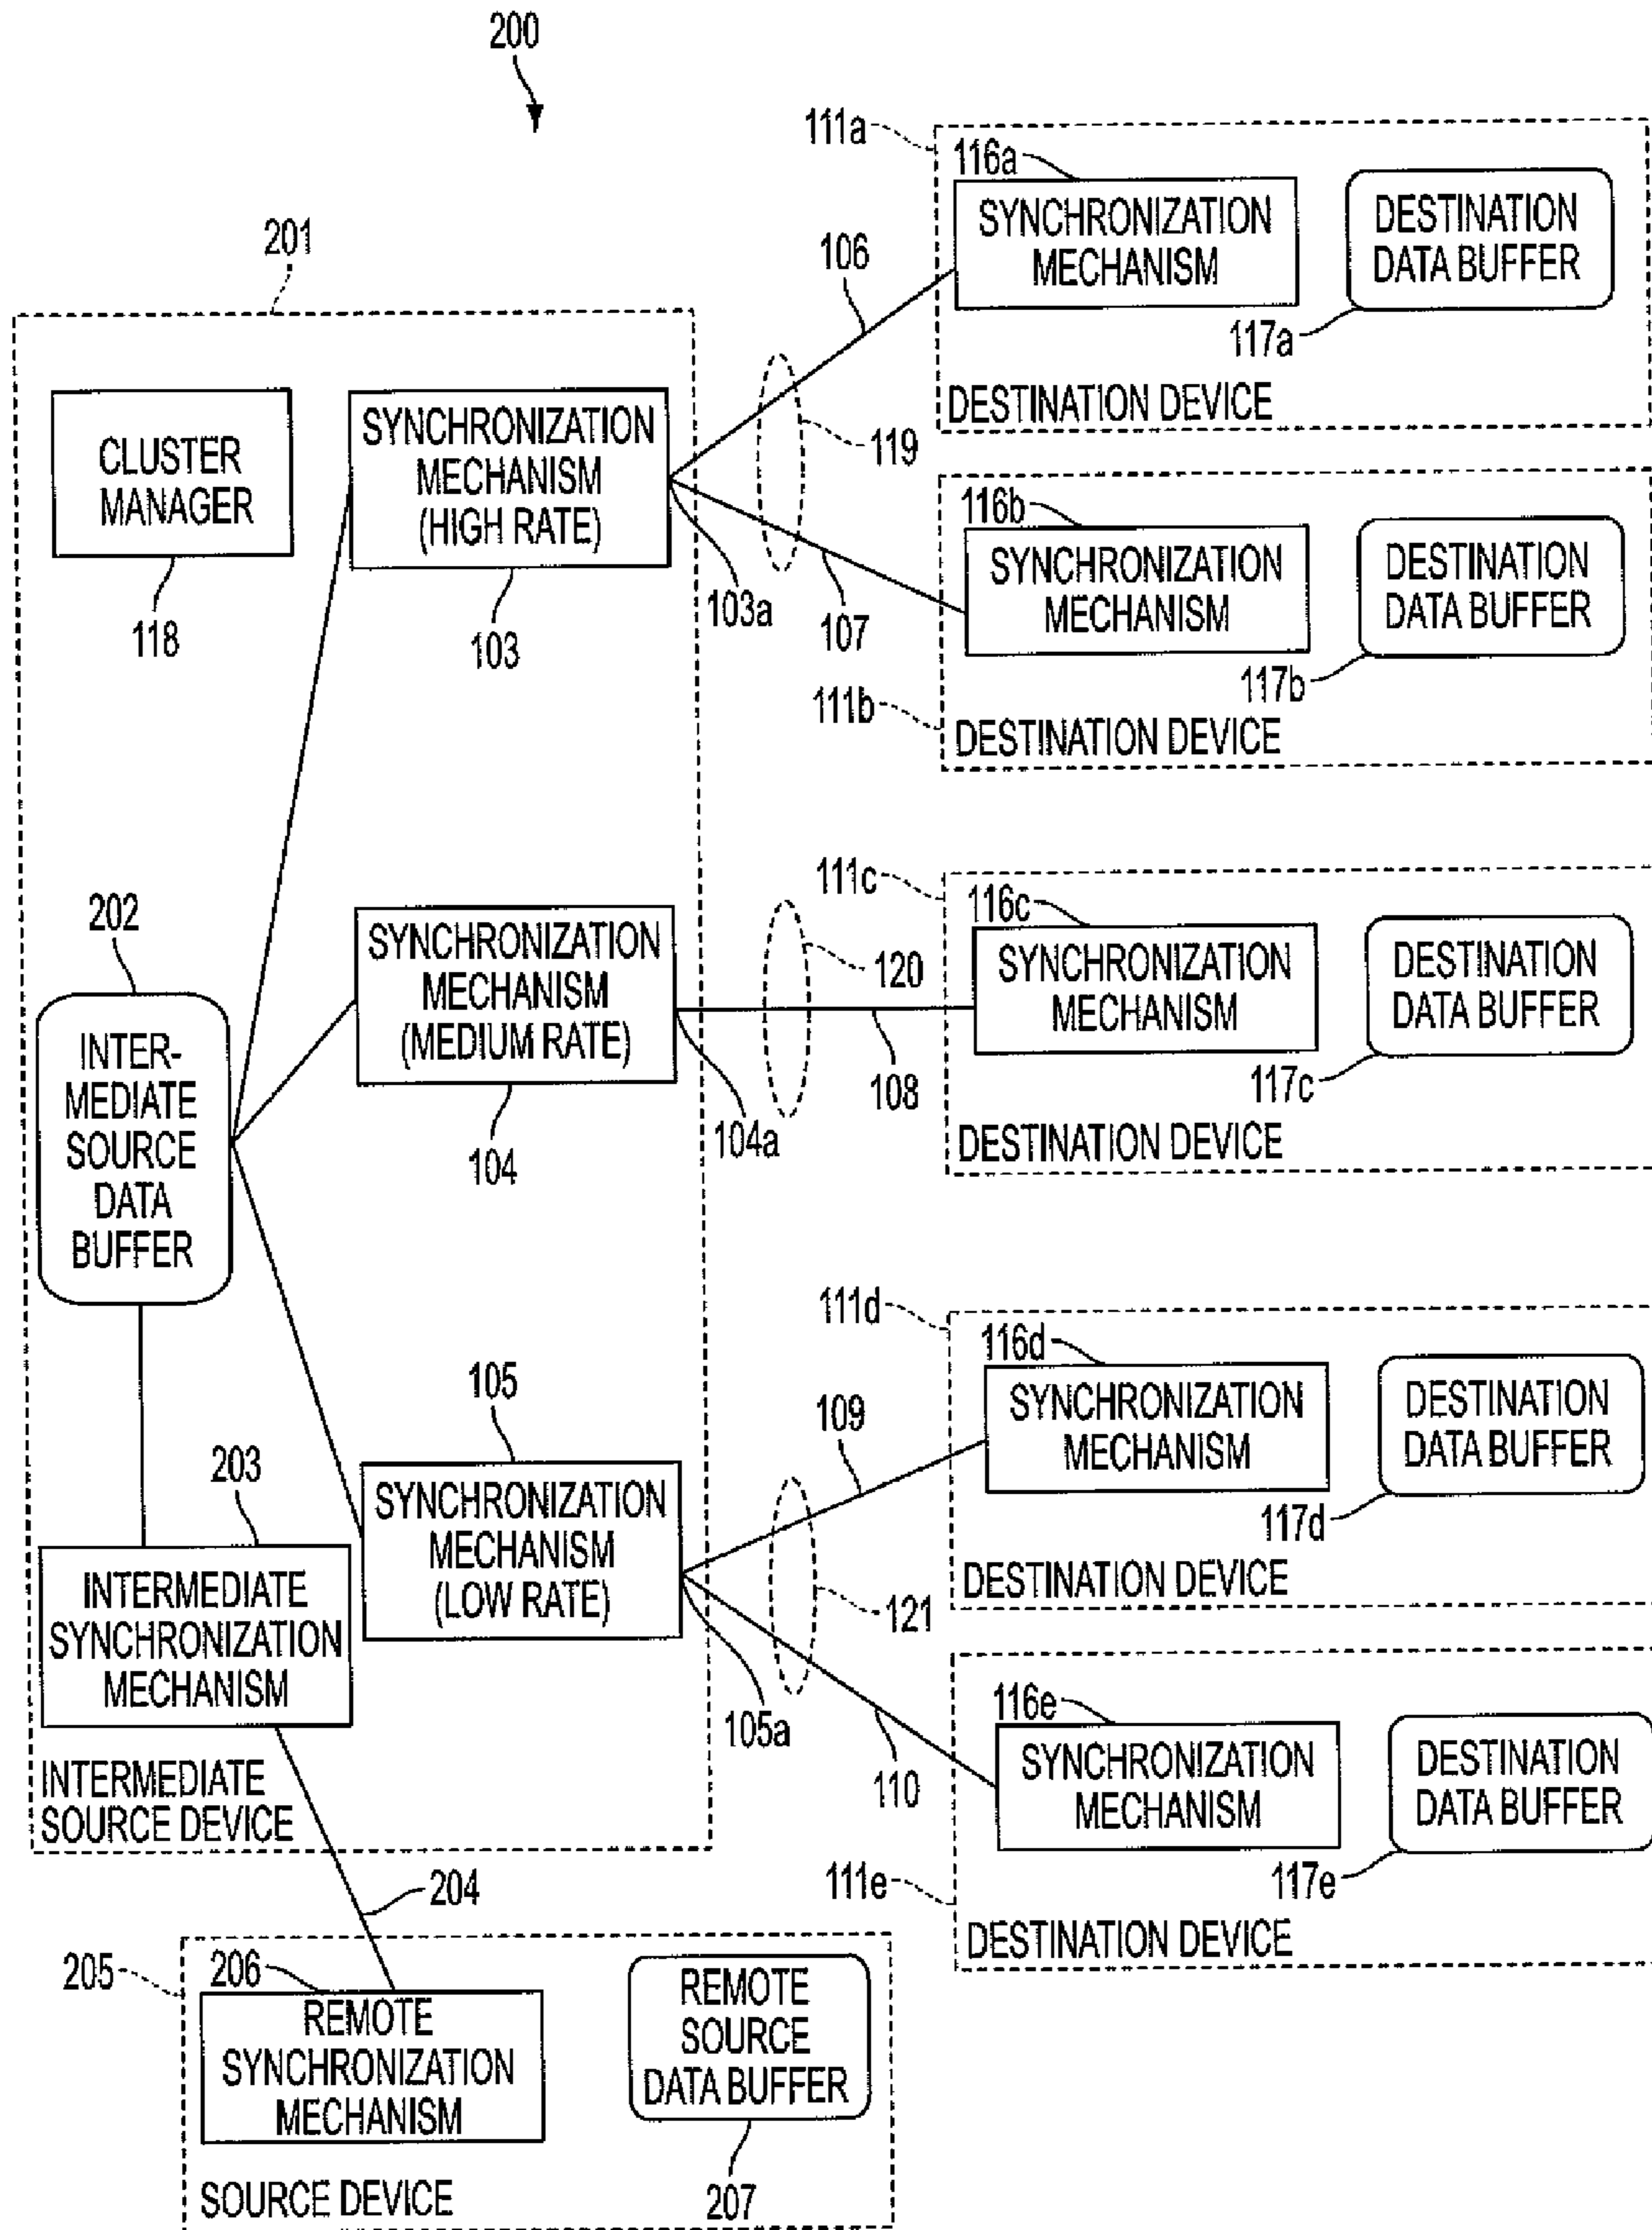 200
111a
116a
SYNCHRONIZATION
MECHANISM
DESTINATION
DATA BUFFER
117a
DESTINATION DEVICE
201
106
CLUSTER
MANAGER
118
SYNCHRONIZATION
MECHANISM
(HIGH RATE)
103
103a
119
107
116b
SYNCHRONIZATION
MECHANISM
DESTINATION
DATA BUFFER
117b
111b
DESTINATION DEVICE
202
INTER-
MEDIATE
SOURCE
DATA
BUFFER
SYNCHRONIZATION
MECHANISM
(MEDIUM RATE)
104
104a
120
108
111c
116c
SYNCHRONIZATION
MECHANISM
DESTINATION
DATA BUFFER
117c
DESTINATION DEVICE
111d
116d
SYNCHRONIZATION
MECHANISM
DESTINATION
DATA BUFFER
117d
DESTINATION DEVICE
105
109
203
SYNCHRONIZATION
MECHANISM
(LOW RATE)
121
105a
110
INTERMEDIATE
SYNCHRONIZATION
MECHANISM
INTERMEDIATE
SOURCE DEVICE
116e
SYNCHRONIZATION
MECHANISM
DESTINATION
DATA BUFFER
117e
111e
DESTINATION DEVICE
204
205
206
REMOTE
SYNCHRONIZATION
MECHANISM
REMOTE
SOURCE
DATA BUFFER
207
SOURCE DEVICE